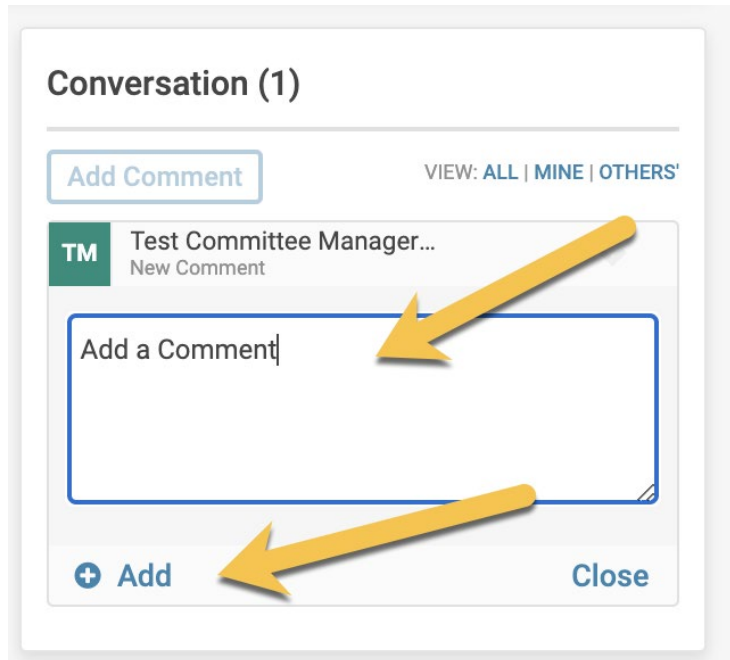 Conversation (1)
Add Comment VIEW: ALL | MINE | OTHERS'
TM Test Committee Manager...
New Comment
Add a Comment
Add Close